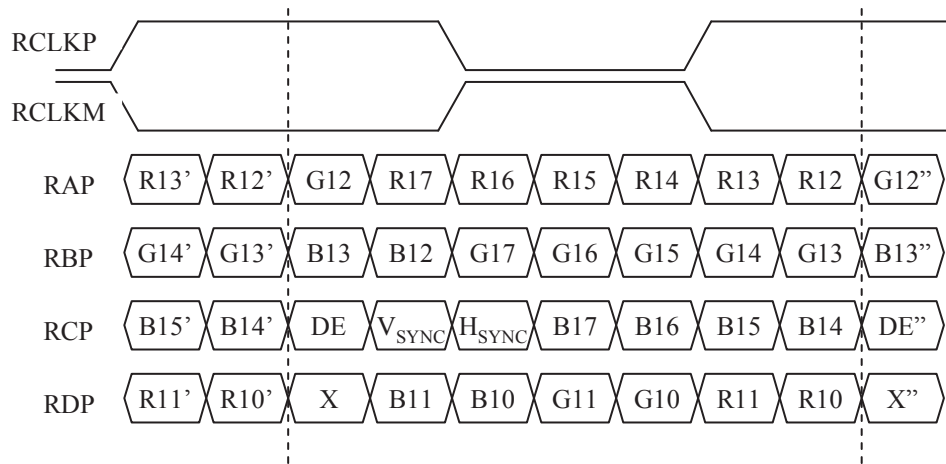 RCLKP
RCLKM
RAP R13’ R12’ G12 R17 R16 R15 R14 R13 R12 G12”
RBP G14’ G13’ B13 B12 G17 G16 G15 G14 G13 B13”
RCP B15’ B14’ DE VSYNC HSYNC B17 B16 B15 B14 DE”
RDP R11’ R10’ X B11 B10 G11 G10 R11 R10 X”